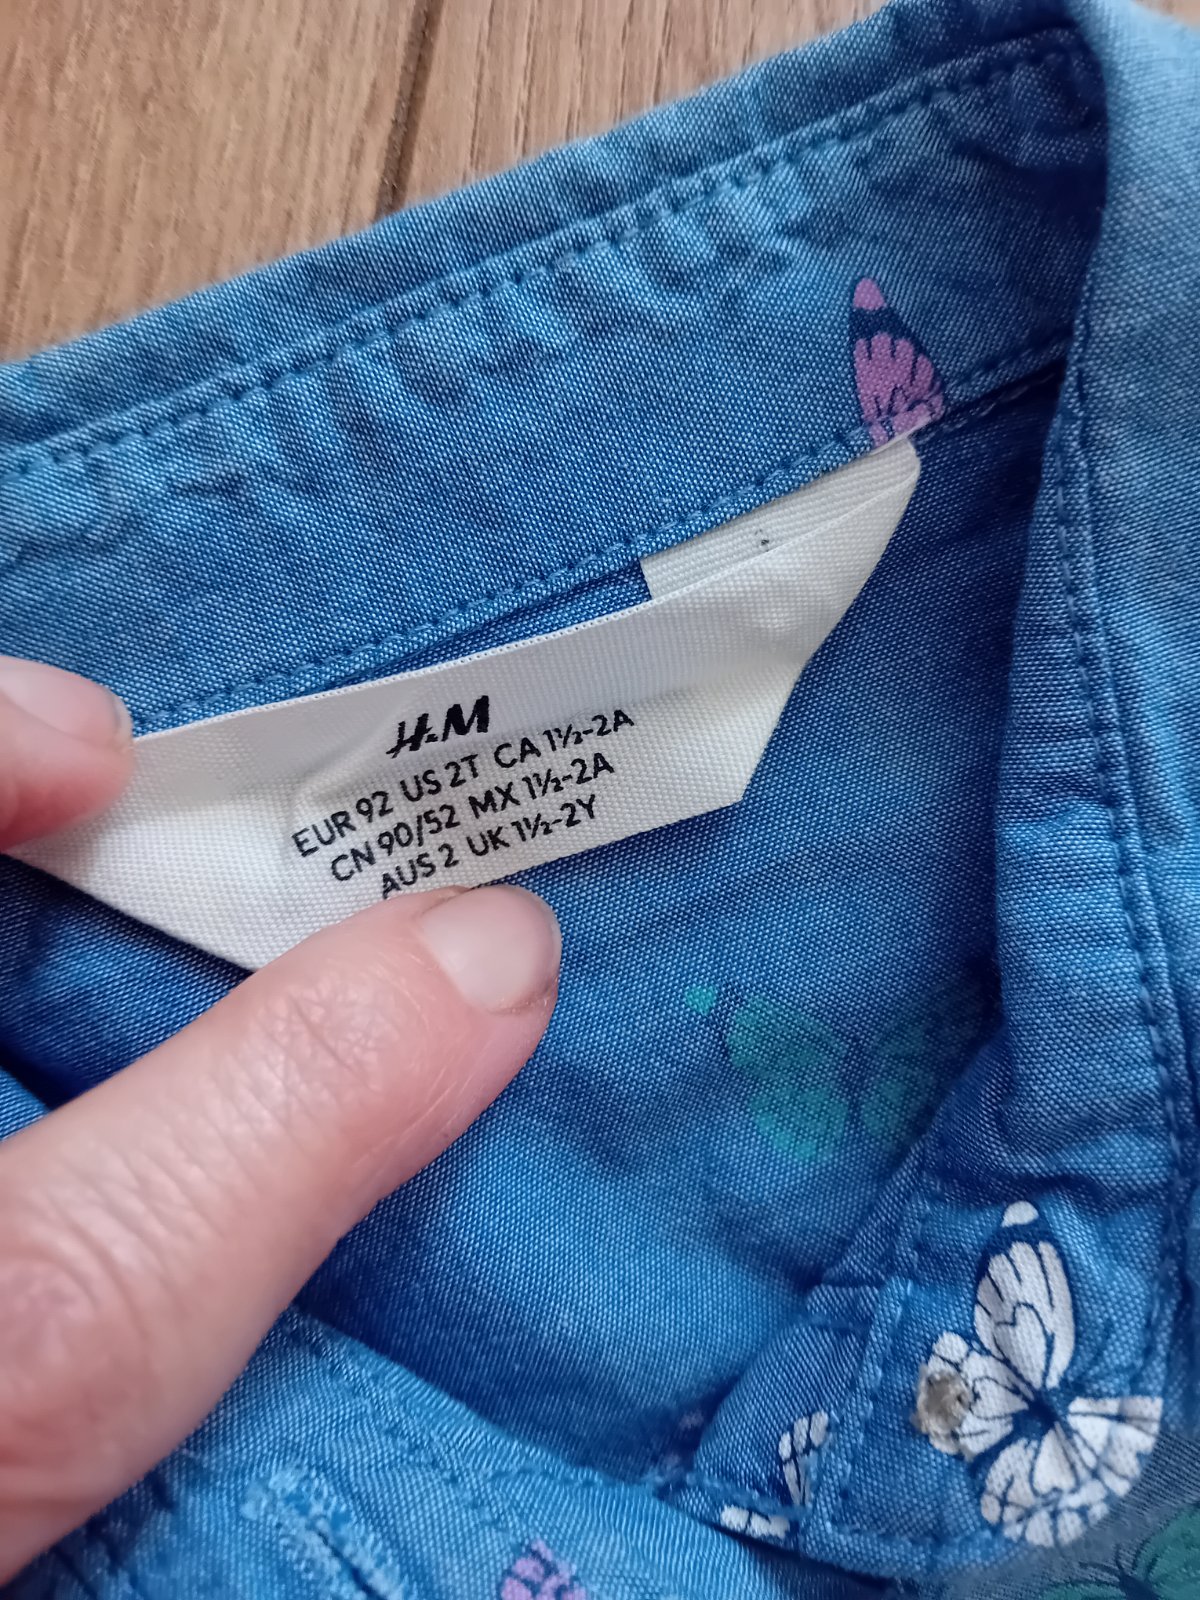 H&M
EUR 92 US 2T CA 1½-2A
CN 90/52 MX 1½-2A
AUS 2 UK 1½-2Y